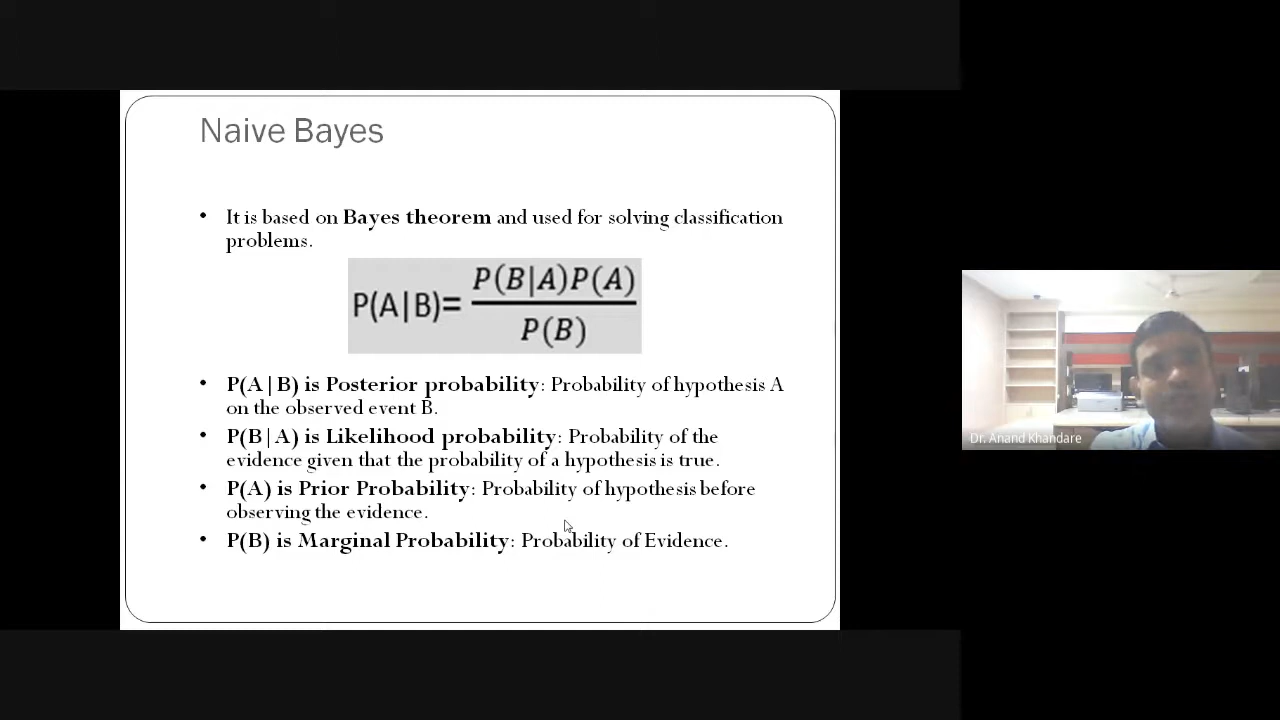 Naive Bayes
• It is based on Bayes theorem and used for solving classification
problems.
P(A|B)= P(B|A)P(A)
P(B)
• P(A|B) is Posterior probability: Probability of hypothesis A
on the observed event B.
• P(B|A) is Likelihood probability: Probability of the
evidence given that the probability of a hypothesis is true.
• P(A) is Prior Probability: Probability of hypothesis before
observing the evidence.
• P(B) is Marginal Probability: Probability of Evidence.
Dr. Anand Khandare